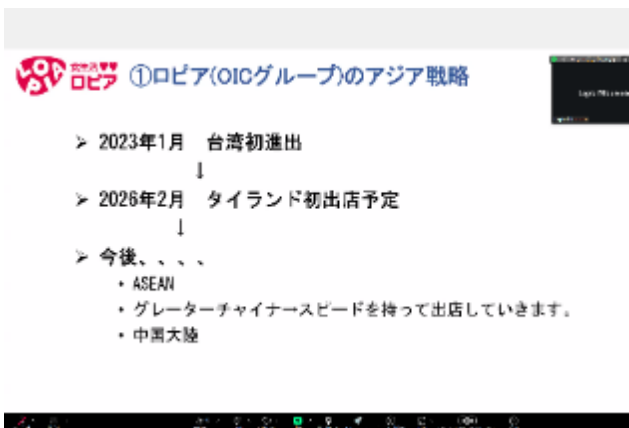 LOPIA ロピア ①ロピア(OICグループ)のアジア戦略
➢ 2023年1月 台湾初進出
↓
➢ 2026年2月 タイランド初出店予定
↓
➢ 今後、、、、
• ASEAN
• グレーターチャイナ→スピードを持って出店していきます。
• 中国大陸